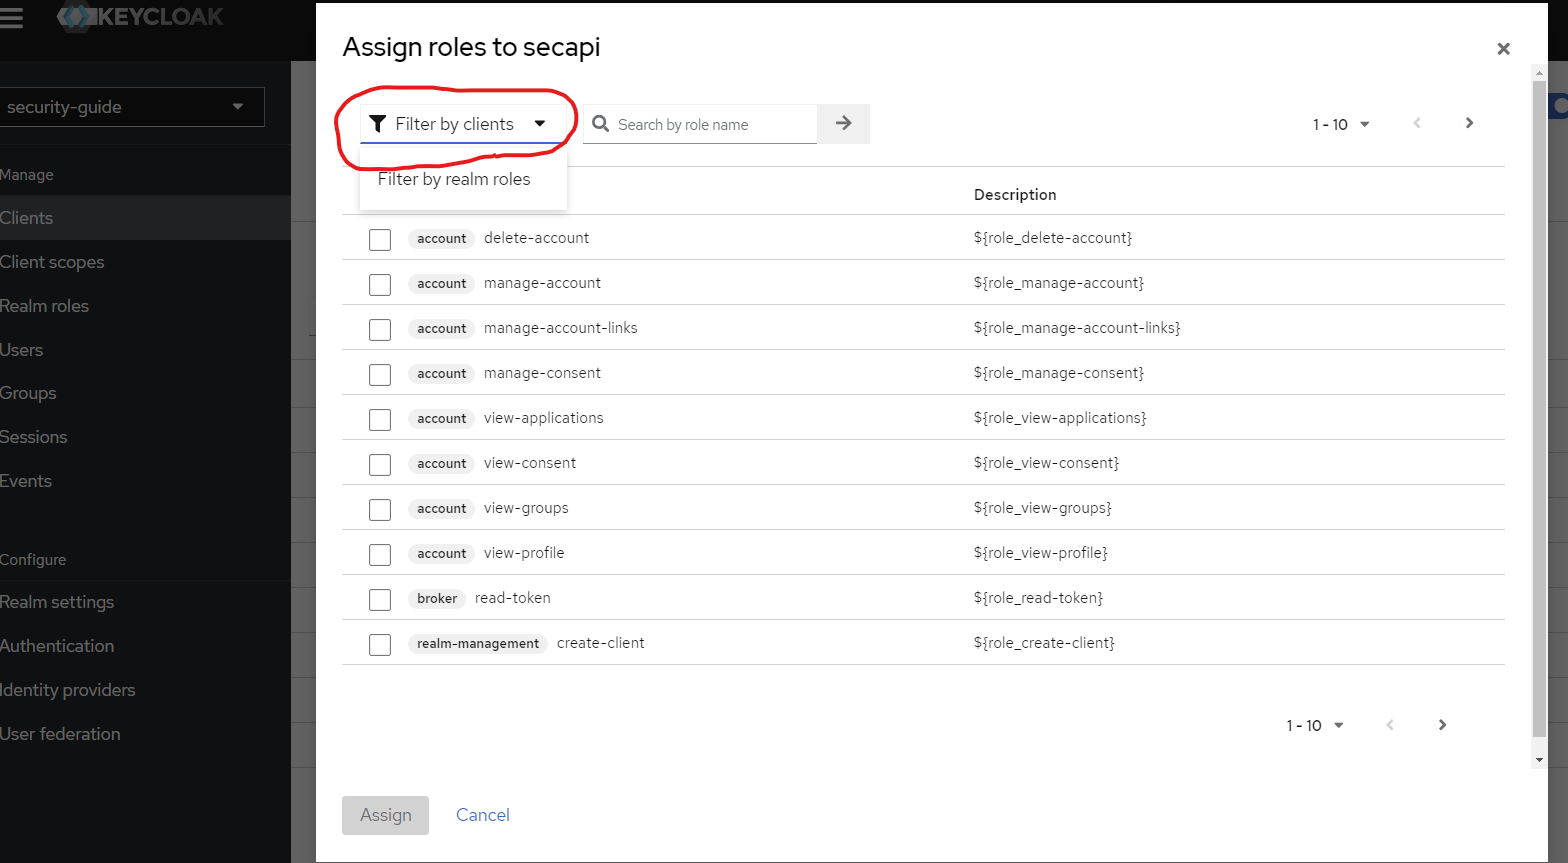 KEYCLOAK
security-guide
Manage
Clients
Client scopes
Realm roles
Users
Groups
Sessions
Events
Configure
Realm settings
Authentication
Identity providers
User federation
Assign roles to secapi
Filter by clients
Search by role name
1 - 10
Filter by realm roles
Description
account delete-account ${role_delete-account}
account manage-account ${role_manage-account}
account manage-account-links ${role_manage-account-links}
account manage-consent ${role_manage-consent}
account view-applications ${role_view-applications}
account view-consent ${role_view-consent}
account view-groups ${role_view-groups}
account view-profile ${role_view-profile}
broker read-token ${role_read-token}
realm-management create-client ${role_create-client}
1 - 10
Assign Cancel